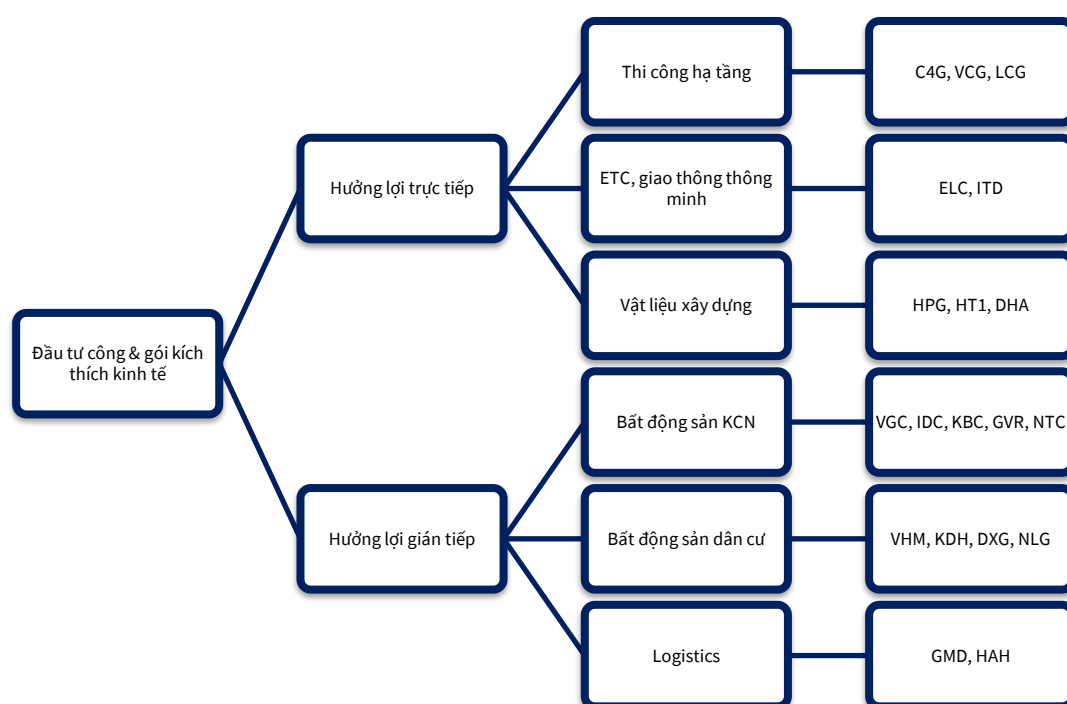 Đầu tư công & gói kích
thích kinh tế
Hưởng lợi trực tiếp
Thi công hạ tầng
C4G, VCG, LCG
ETC, giao thông thông
minh
ELC, ITD
Vật liệu xây dựng
HPG, HT1, DHA
Hưởng lợi gián tiếp
Bất động sản KCN
VGC, IDC, KBC, GVR, NTC
Bất động sản dân cư
VHM, KDH, DXG, NLG
Logistics
GMD, HAH